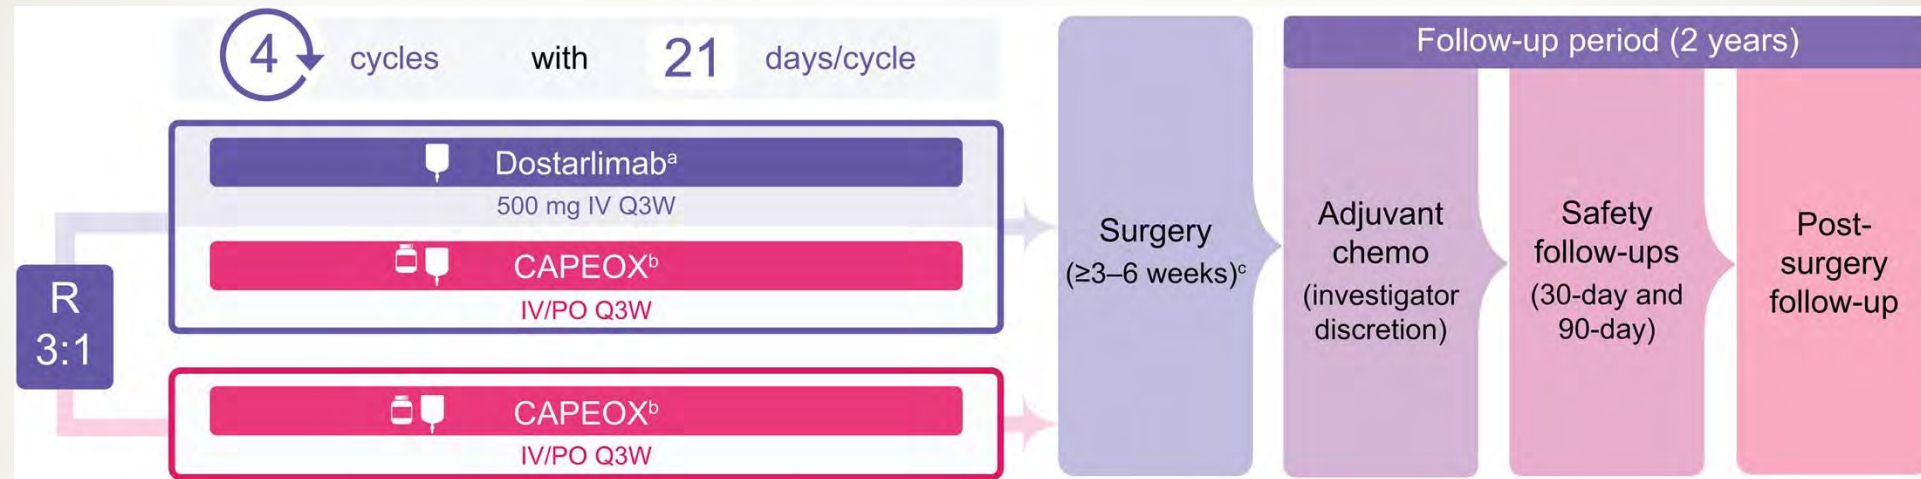 4 cycles with 21 days/cycle
Follow-up period (2 years)
R
3:1
Dostarlimabᵃ
500 mg IV Q3W
CAPEOXᵇ
IV/PO Q3W
CAPEOXᵇ
IV/PO Q3W
Surgery
(≥3–6 weeks)ᶜ
Adjuvant
chemo
(investigator
discretion)
Safety
follow-ups
(30-day and
90-day)
Post-
surgery
follow-up